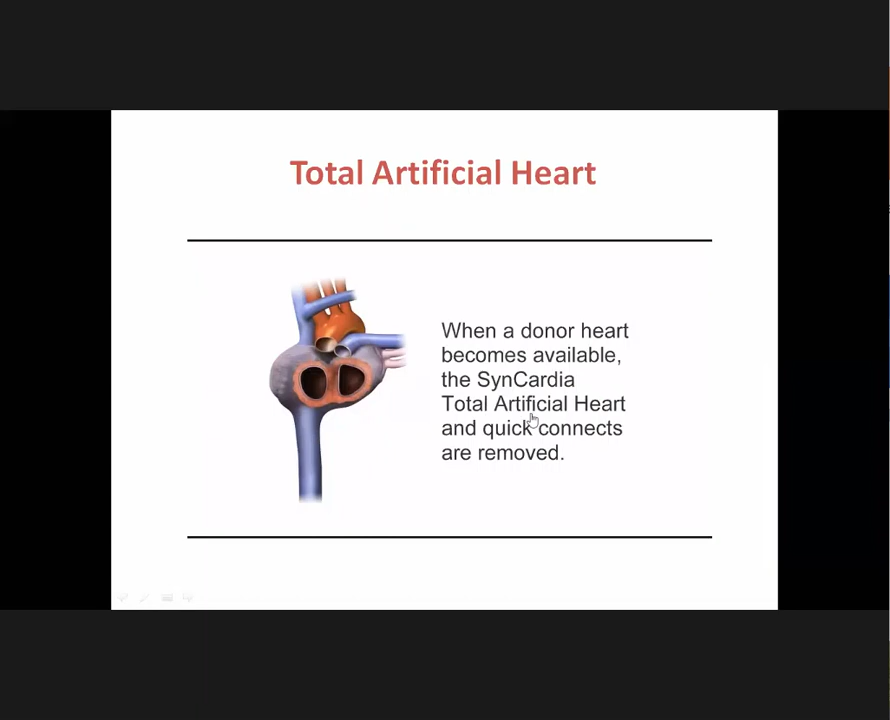 Total Artificial Heart
When a donor heart
becomes available,
the SynCardia
Total Artificial Heart
and quick connects
are removed.